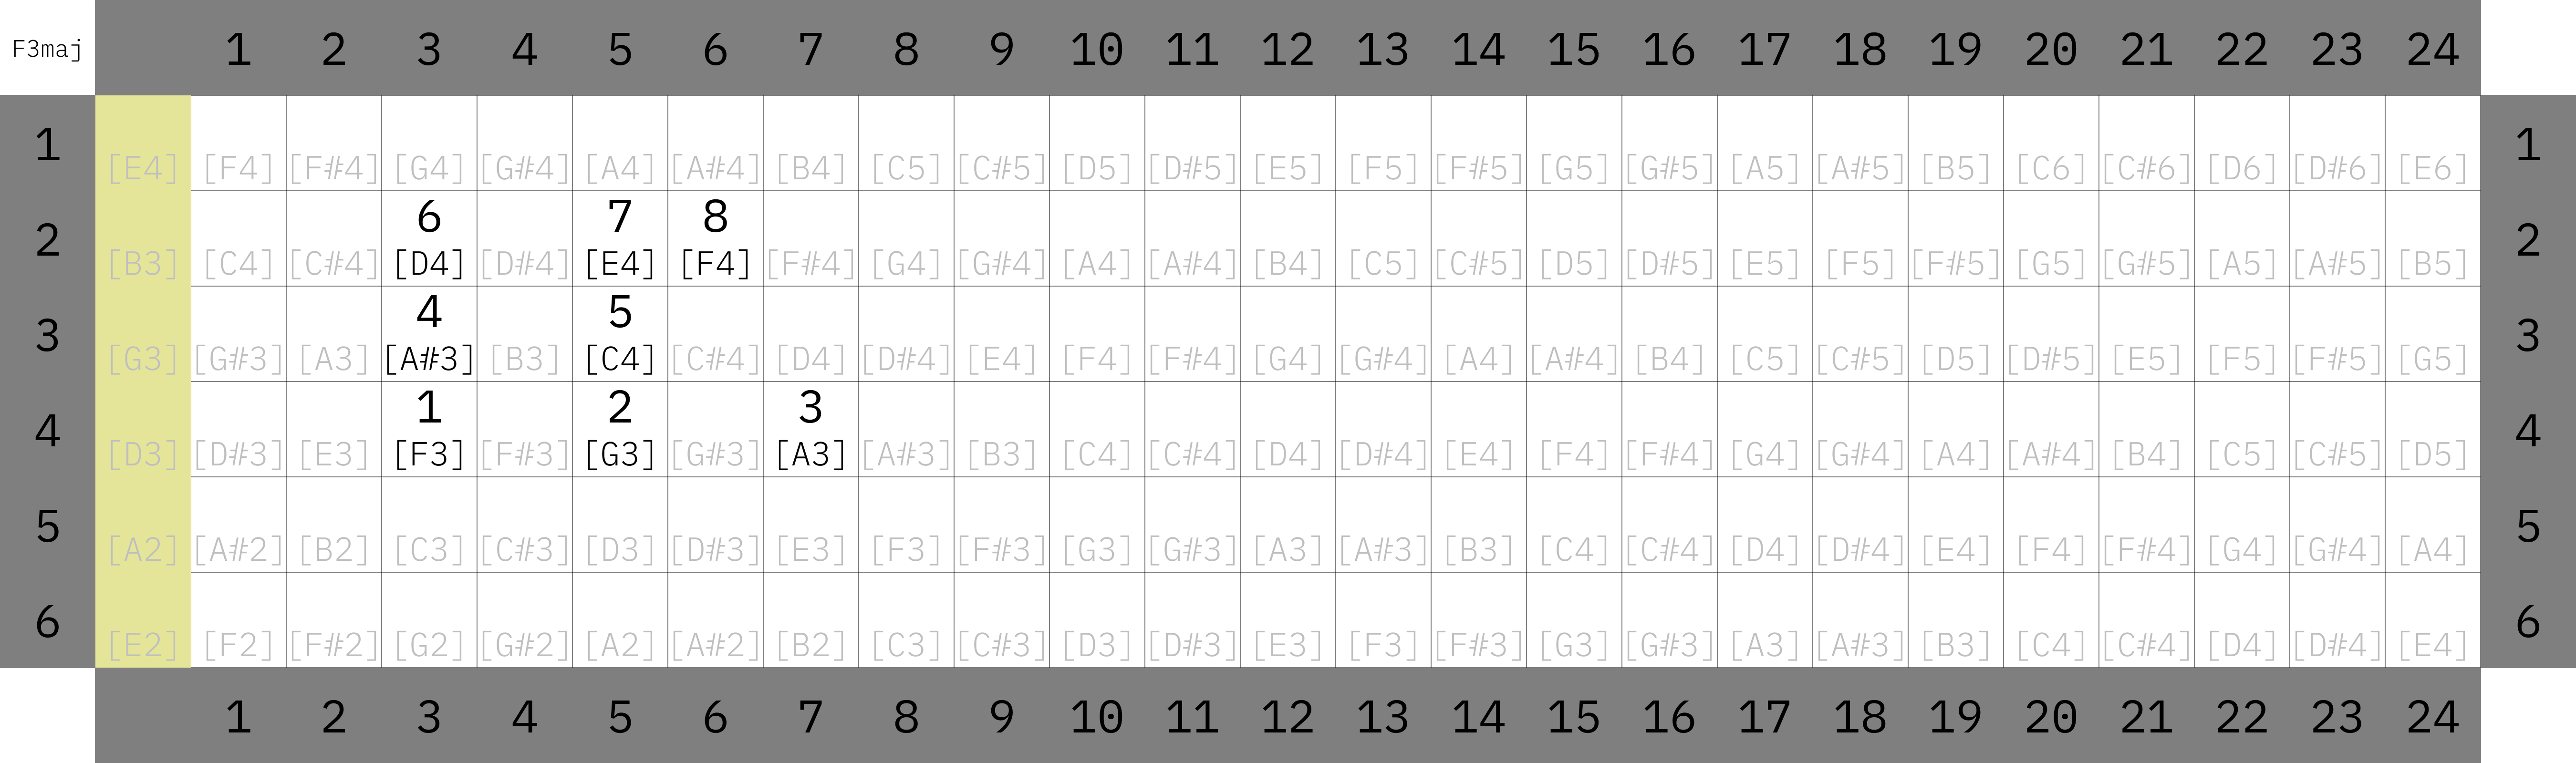 F3maj 1 2 3 4 5 6 7 8 9 10 11 12 13 14 15 16 17 18 19 20 21 22 23 24
1 [E4] [F4] [F#4] [G4] [G#4] [A4] [A#4] [B4] [C5] [C#5] [D5] [D#5] [E5] [F5] [F#5] [G5] [G#5] [A5] [A#5] [B5] [C6] [C#6] [D6] [D#6] [E6] 1
6 7 8
2 [B3] [C4] [C#4] [D4] [D#4] [E4] [F4] [F#4] [G4] [G#4] [A4] [A#4] [B4] [C5] [C#5] [D5] [D#5] [E5] [F5] [F#5] [G5] [G#5] [A5] [A#5] [B5] 2
4 5
3 [G3] [G#3] [A3] [A#3] [B3] [C4] [C#4] [D4] [D#4] [E4] [F4] [F#4] [G4] [G#4] [A4] [A#4] [B4] [C5] [C#5] [D5] [D#5] [E5] [F5] [F#5] [G5] 3
1 2 3
4 [D3] [D#3] [E3] [F3] [F#3] [G3] [G#3] [A3] [A#3] [B3] [C4] [C#4] [D4] [D#4] [E4] [F4] [F#4] [G4] [G#4] [A4] [A#4] [B4] [C5] [C#5] [D5] 4
5 [A2] [A#2] [B2] [C3] [C#3] [D3] [D#3] [E3] [F3] [F#3] [G3] [G#3] [A3] [A#3] [B3] [C4] [C#4] [D4] [D#4] [E4] [F4] [F#4] [G4] [G#4] [A4] 5
6 [E2] [F2] [F#2] [G2] [G#2] [A2] [A#2] [B2] [C3] [C#3] [D3] [D#3] [E3] [F3] [F#3] [G3] [G#3] [A3] [A#3] [B3] [C4] [C#4] [D4] [D#4] [E4] 6
1 2 3 4 5 6 7 8 9 10 11 12 13 14 15 16 17 18 19 20 21 22 23 24